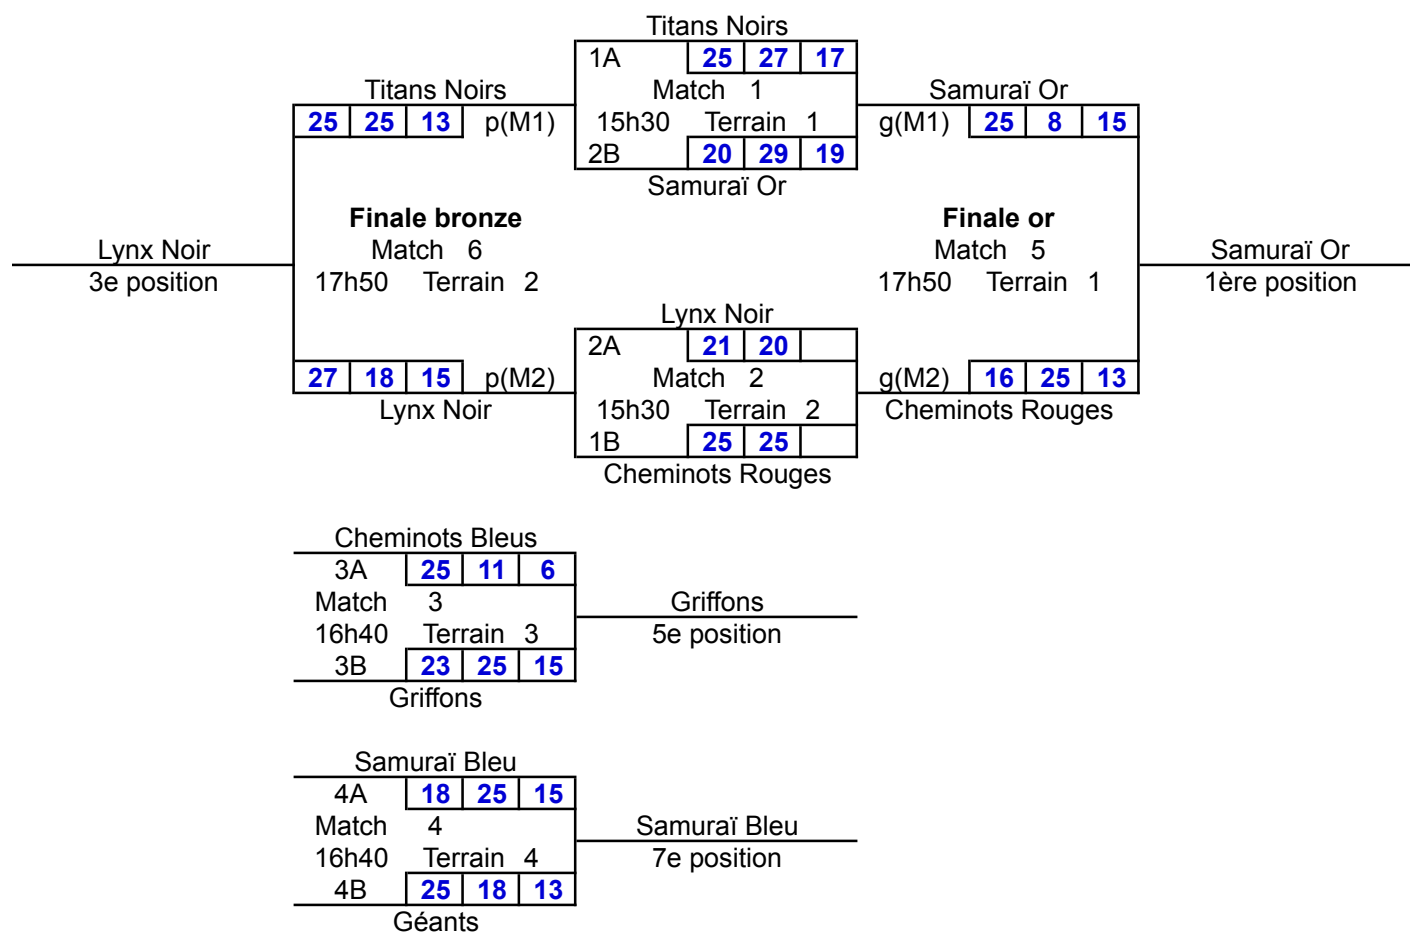 Titans Noirs
1A 25 27 17
Titans Noirs Match 1 Samuraï Or
25 25 13 p(M1) 15h30 Terrain 1 g(M1) 25 8 15
2B 20 29 19
Samuraï Or
Finale bronze Finale or
Lynx Noir Match 6 Match 5 Samuraï Or
3e position 17h50 Terrain 2 17h50 Terrain 1 1ère position
Lynx Noir
2A 21 20
27 18 15 p(M2) Match 2 g(M2) 16 25 13
Lynx Noir 15h30 Terrain 2 Cheminots Rouges
1B 25 25
Cheminots Rouges
Cheminots Bleus
3A 25 11 6
Match 3 Griffons
16h40 Terrain 3 5e position
3B 23 25 15
Griffons
Samuraï Bleu
4A 18 25 15
Match 4 Samuraï Bleu
16h40 Terrain 4 7e position
4B 25 18 13
Géants